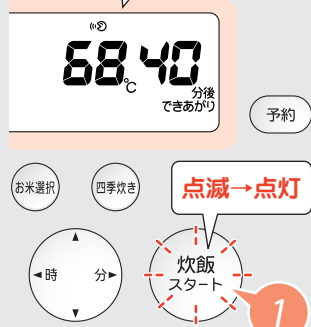 68℃ 40
分後
できあがり
予約
お米選択
四季炊き
点滅→点灯
◄時 分►
炊飯
スタート
1